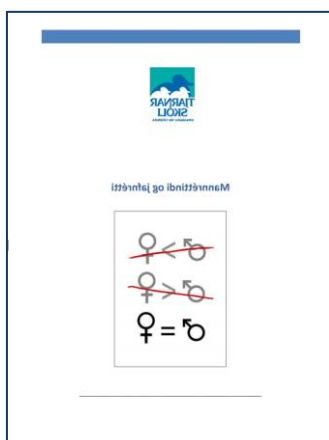 TJARNAR
SKÓLI
Mannréttindi og jafnrétti
♂ > ♀
♂ < ♀
♂ = ♀